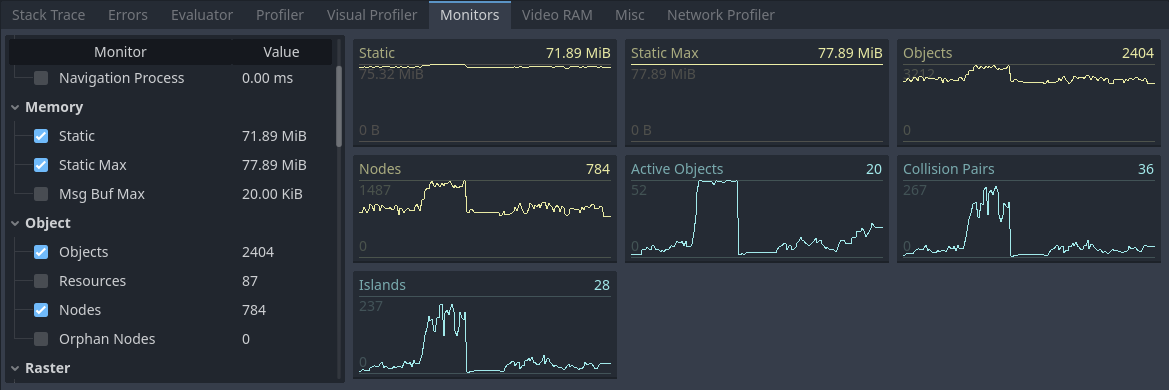 Stack Trace Errors Evaluator Profiler Visual Profiler Monitors Video RAM Misc Network Profiler
Monitor Value
Navigation Process 0.00 ms
Memory
Static 71.89 MiB
Static Max 77.89 MiB
Msg Buf Max 20.00 KiB
Object
Objects 2404
Resources 87
Nodes 784
Orphan Nodes 0
Raster
Static 71.89 MiB
75.32 MiB
0 B
Static Max 77.89 MiB
77.89 MiB
0 B
Objects 2404
3212
0
Nodes 784
1487
0
Active Objects 20
52
0
Collision Pairs 36
267
0
Islands 28
237
0